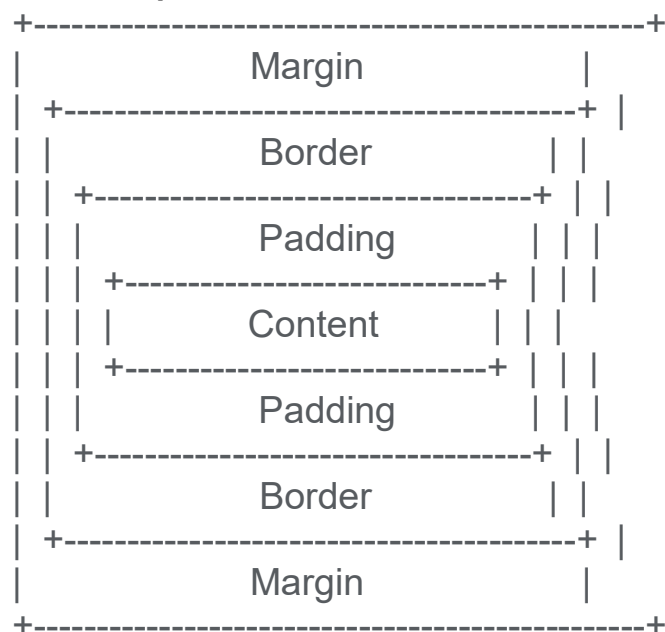 +---------------------------------------+
| Margin |
| +---------------------------------+ |
| | Border | |
| | +----------------------------+ | |
| | | Padding | | |
| | | +-----------------------+ | | |
| | | | Content | | |
| | | +-----------------------+ | | |
| | | Padding | | |
| | +----------------------------+ | |
| | Border | |
| +---------------------------------+ |
| Margin |
+---------------------------------------+